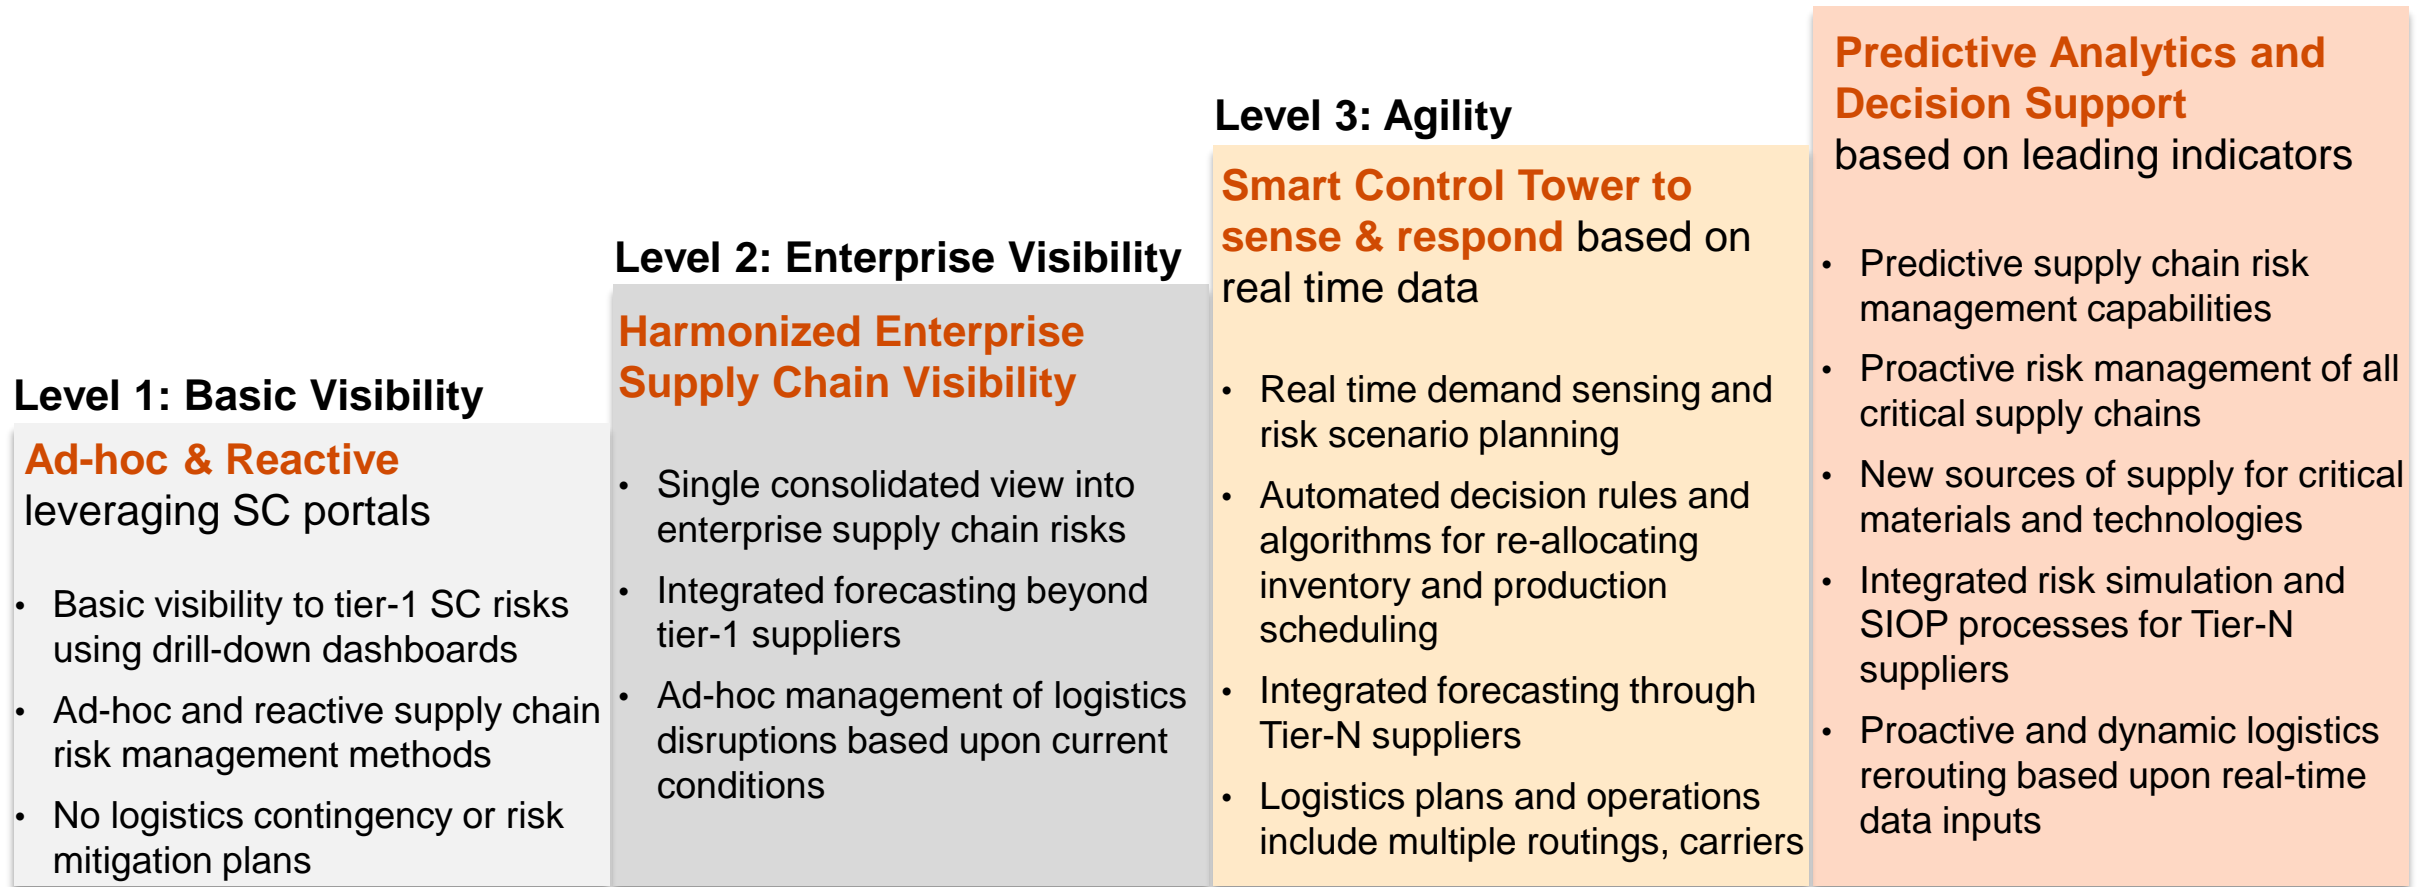 Level 1: Basic Visibility
Ad-hoc & Reactive
leveraging SC portals
• Basic visibility to tier-1 SC risks
using drill-down dashboards
• Ad-hoc and reactive supply chain
risk management methods
• No logistics contingency or risk
mitigation plans
Level 2: Enterprise Visibility
Harmonized Enterprise
Supply Chain Visibility
• Single consolidated view into
enterprise supply chain risks
• Integrated forecasting beyond
tier-1 suppliers
• Ad-hoc management of logistics
disruptions based upon current
conditions
Level 3: Agility
Smart Control Tower to
sense & respond based on
real time data
• Real time demand sensing and
risk scenario planning
• Automated decision rules and
algorithms for re-allocating
inventory and production
scheduling
• Integrated forecasting through
Tier-N suppliers
• Logistics plans and operations
include multiple routings, carriers
Predictive Analytics and
Decision Support
based on leading indicators
• Predictive supply chain risk
management capabilities
• Proactive risk management of all
critical supply chains
• New sources of supply for critical
materials and technologies
• Integrated risk simulation and
SIOP processes for Tier-N
suppliers
• Proactive and dynamic logistics
rerouting based upon real-time
data inputs